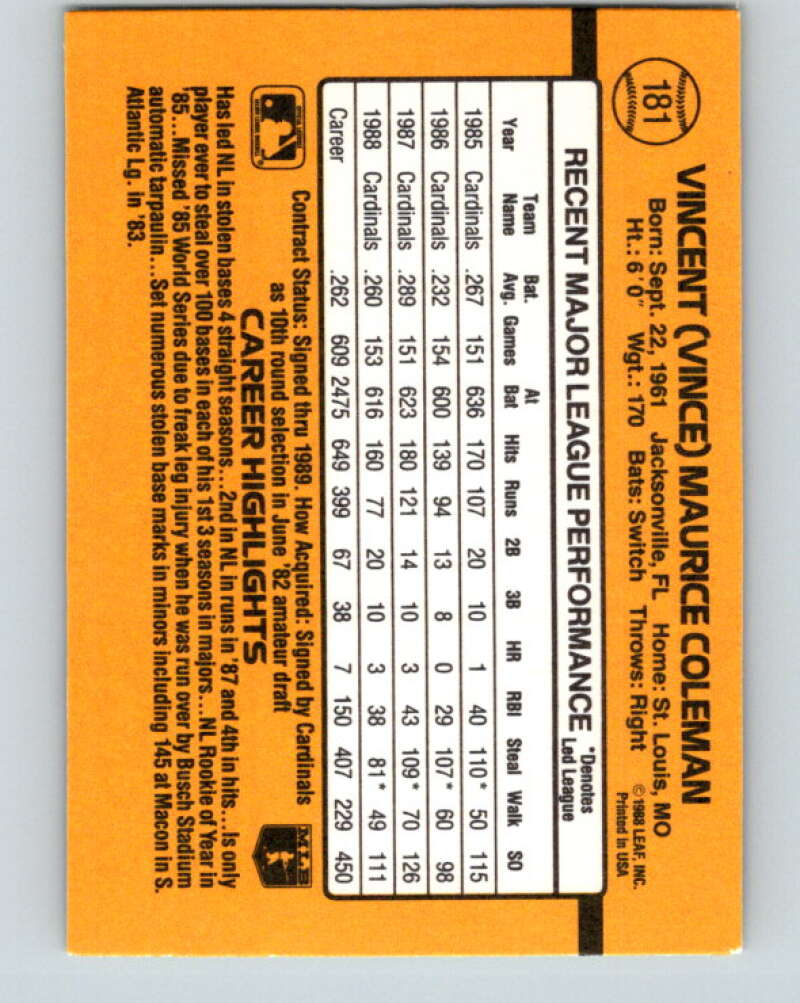 181
VINCENT (VINCE) MAURICE COLEMAN
Born: Sept. 22, 1961 Jacksonville, FL Home: St. Louis, MO
Ht.: 6'0" Wgt.: 170 Bats: Switch Throws: Right
© 1988 LEAF, INC.
Printed in USA
RECENT MAJOR LEAGUE PERFORMANCE
*Denotes
Led League
Year Team Name Bat. Avg. Games At Bat Hits Runs 2B 3B HR RBI Steal Walk SO
1985 Cardinals .267 151 636 170 107 20 10 1 40 110* 50 115
1986 Cardinals .232 154 600 139 94 13 8 0 29 107* 60 98
1987 Cardinals .289 151 623 180 121 14 10 3 43 109* 70 126
1988 Cardinals .260 153 616 160 77 20 10 3 38 81* 49 111
Career .262 609 2475 649 399 67 38 7 150 407 229 450
Contract Status: Signed thru 1989. How Acquired: Signed by Cardinals
as 10th round selection in June '82 amateur draft
CAREER HIGHLIGHTS
MLB
Has led NL in stolen bases 4 straight seasons...2nd in NL in runs in '87 and 4th in hits...Is only
player ever to steal over 100 bases in each of his 1st 3 seasons in majors...NL Rookie of Year in
'85....Missed '85 World Series due to freak leg injury when he was run over by Busch Stadium
automatic tarpaulin...Set numerous stolen base marks in minors including 145 at Macon in S.
Atlantic Lg. In '83.